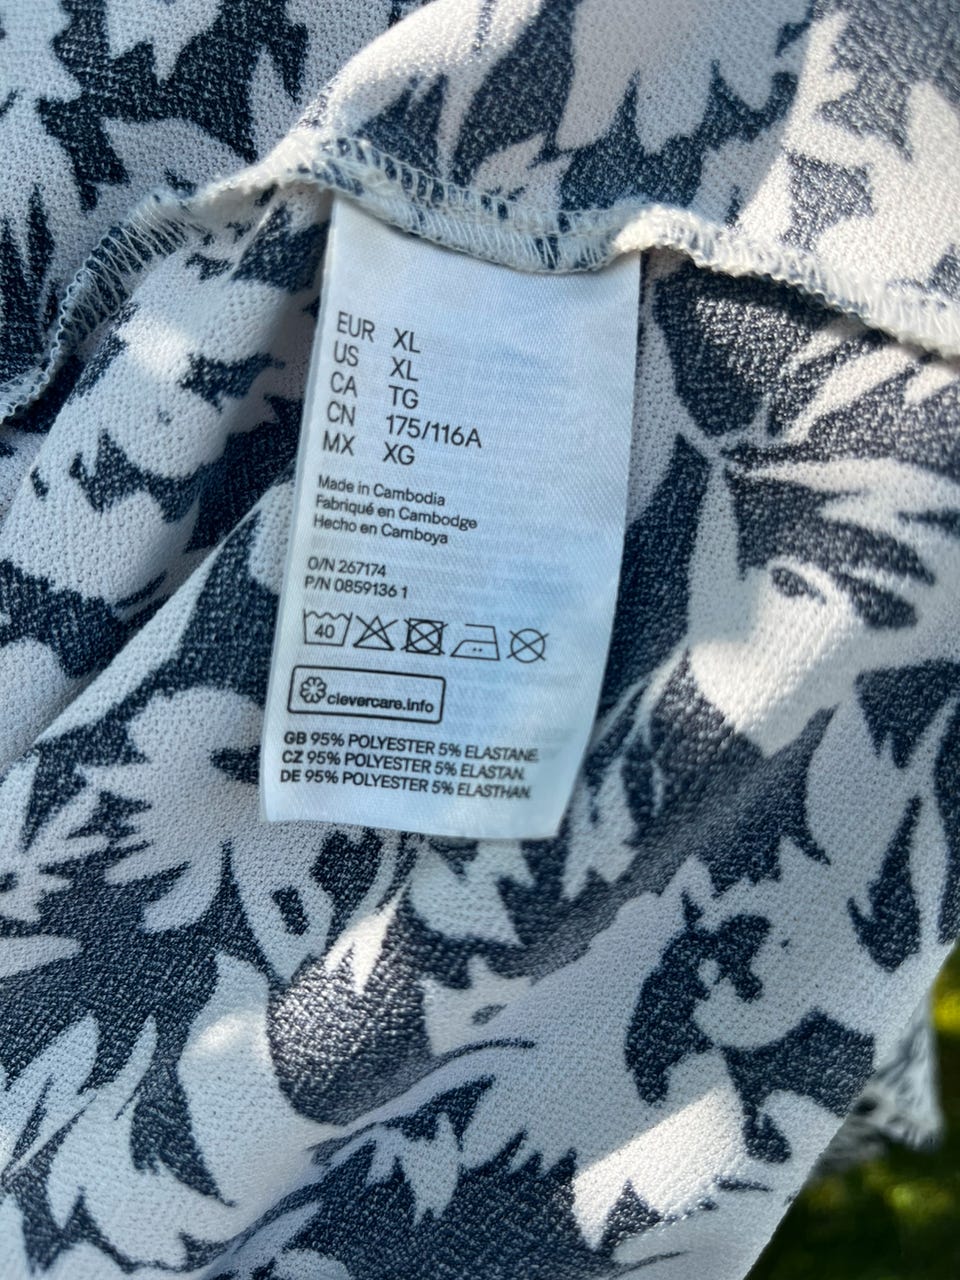 EUR XL
US XL
CA TG
CN 175/116A
MX XG
Made in Cambodia
Fabriqué en Cambodge
Hecho en Camboya
O/N 267174
P/N 0859136 1
40
clevercare.info
GB 95% POLYESTER 5% ELASTANE.
CZ 95% POLYESTER 5% ELASTAN.
DE 95% POLYESTER 5% ELASTHAN.